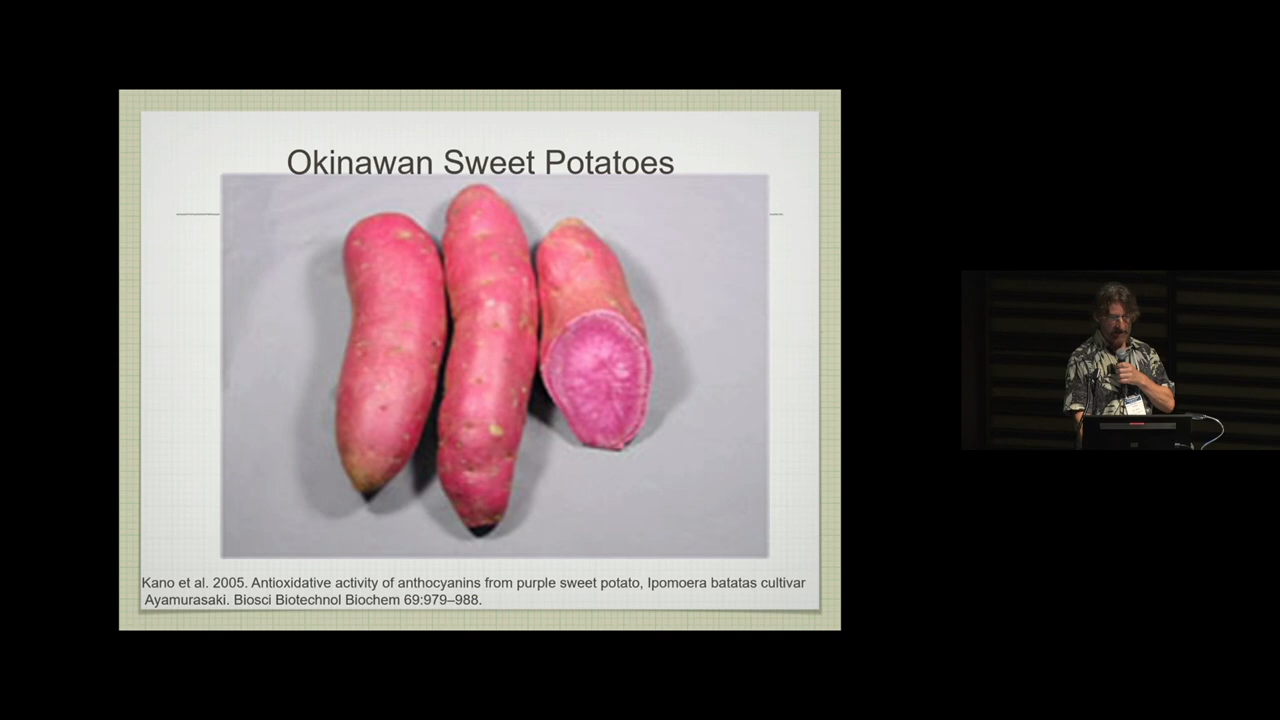 Okinawan Sweet Potatoes
Kano et al. 2005. Antioxidative activity of anthocyanins from purple sweet potato, Ipomoera batatas cultivar
Ayamurasaki. Biosci Biotechnol Biochem 69:979–988.